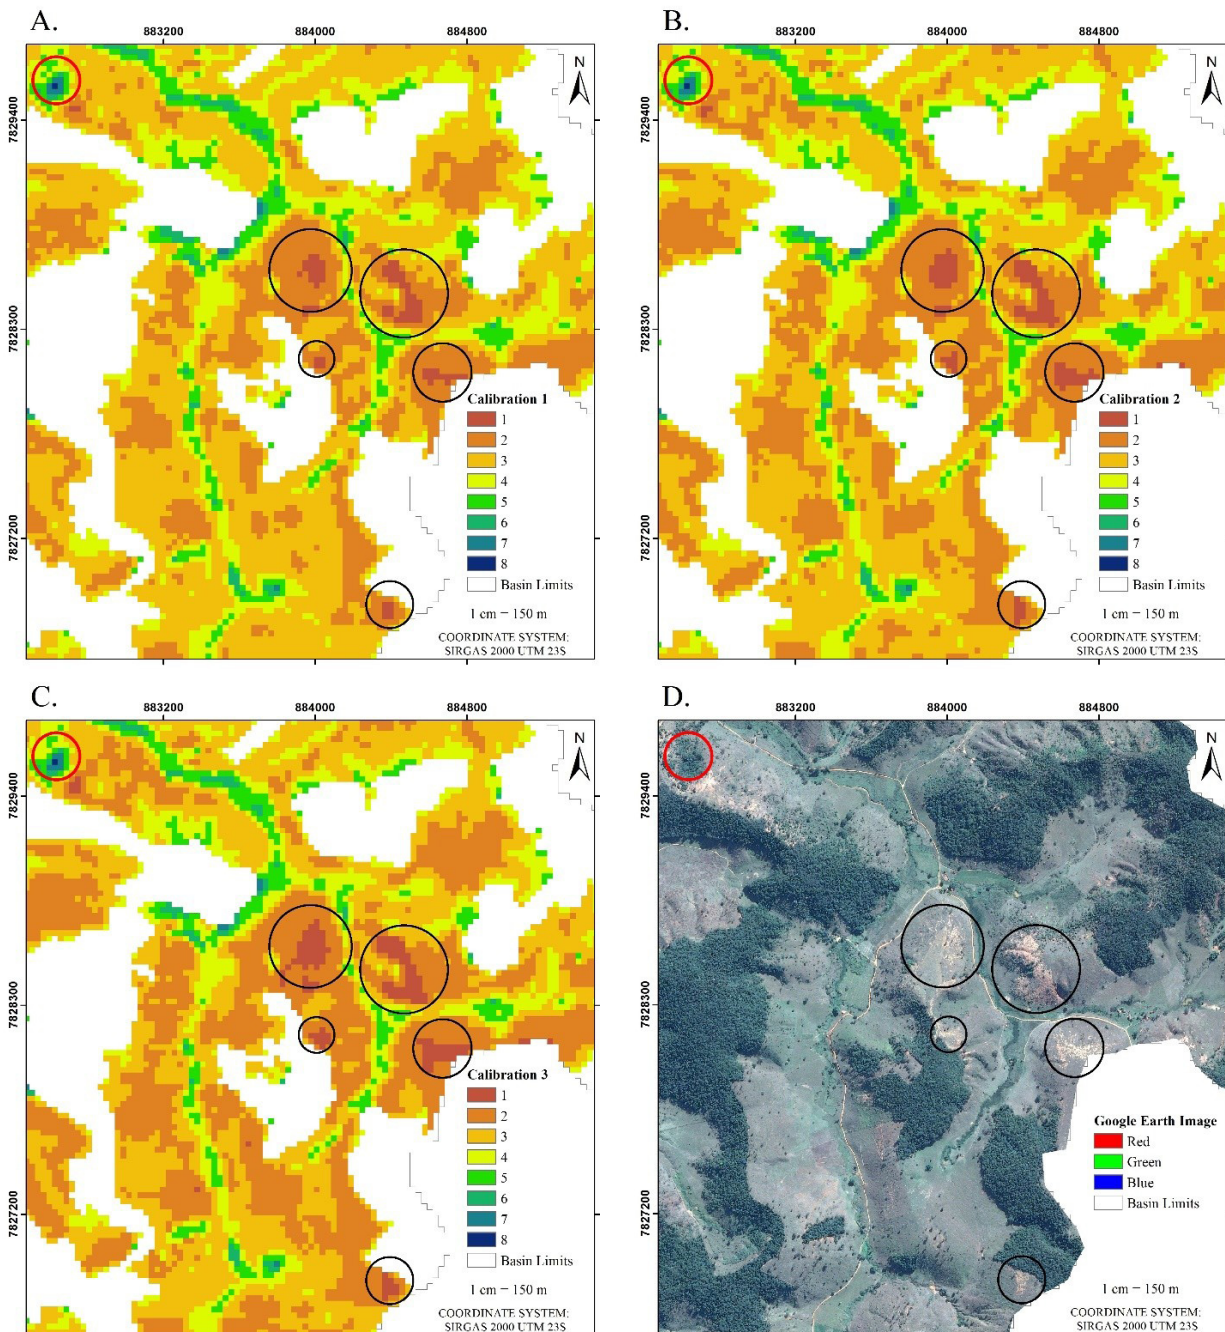 A.
883200 884000 884800
N
7829400
7828300
7827200
Calibration 1
1
2
3
4
5
6
7
8
Basin Limits
1 cm = 150 m
COORDINATE SYSTEM:
SIRGAS 2000 UTM 23S
B.
883200 884000 884800
N
7829400
7828300
7827200
Calibration 2
1
2
3
4
5
6
7
8
Basin Limits
1 cm = 150 m
COORDINATE SYSTEM:
SIRGAS 2000 UTM 23S
C.
883200 884000 884800
N
7829400
7828300
7827200
Calibration 3
1
2
3
4
5
6
7
8
Basin Limits
1 cm = 150 m
COORDINATE SYSTEM:
SIRGAS 2000 UTM 23S
D.
883200 884000 884800
N
7829400
7828300
7827200
Google Earth Image
Red
Green
Blue
Basin Limits
1 cm = 150 m
COORDINATE SYSTEM:
SIRGAS 2000 UTM 23S